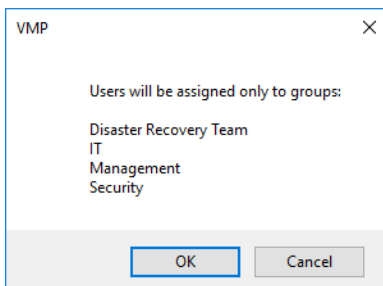 VMP
Users will be assigned only to groups:
Disaster Recovery Team
IT
Management
Security
OK
Cancel